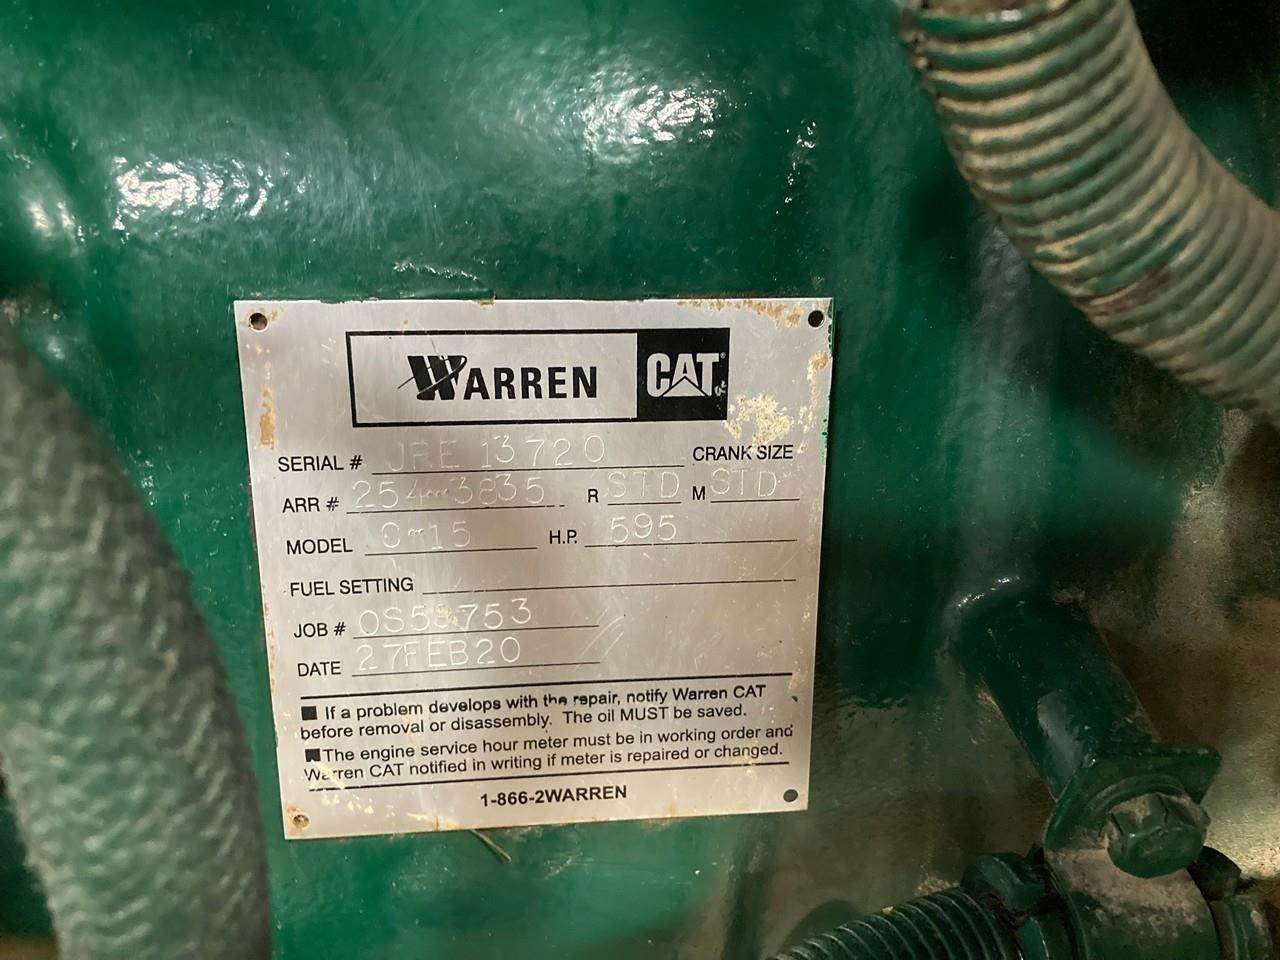 WARREN CAT
SERIAL # JRE 13720 CRANK SIZE
ARR # 254-3835 R STD M STD
MODEL C-15 H.P. 595
FUEL SETTING
JOB #
DATE 27FEB20
■ If a problem develops with the repair, notify Warren CAT
before removal or disassembly. The oil MUST be saved.
■ The engine service hour meter must be in working order and
Warren CAT notified in writing if meter is repaired or changed.
1-866-2WARREN